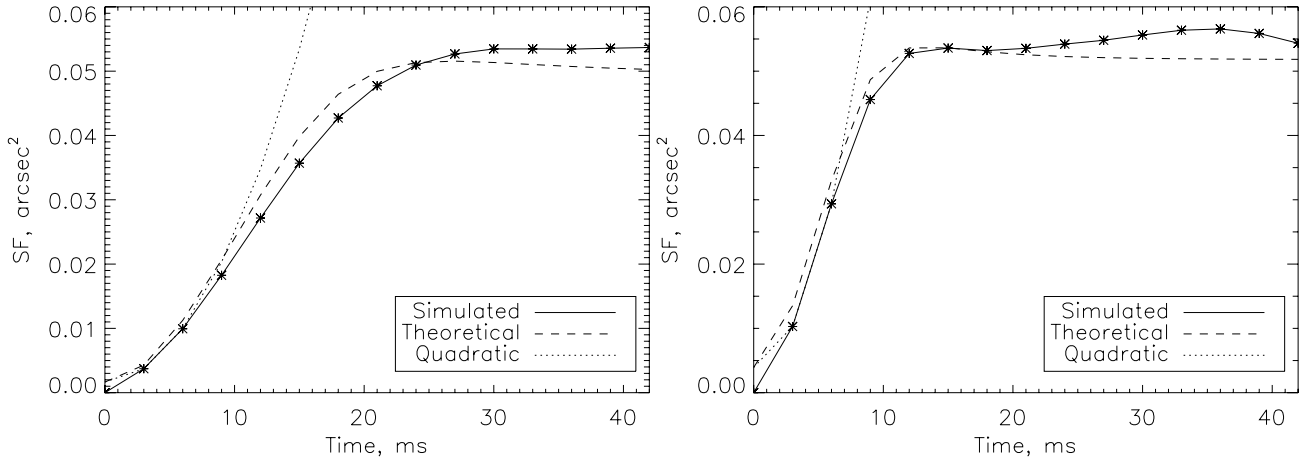 0.06
0.05
0.04
0.03
0.02
0.01
0.00
SF, arcsec²
0 10 20 30 40
Time, ms
Simulated
Theoretical
Quadratic
0.06
0.04
0.02
0.00
SF, arcsec²
0 10 20 30 40
Time, ms
Simulated
Theoretical
Quadratic